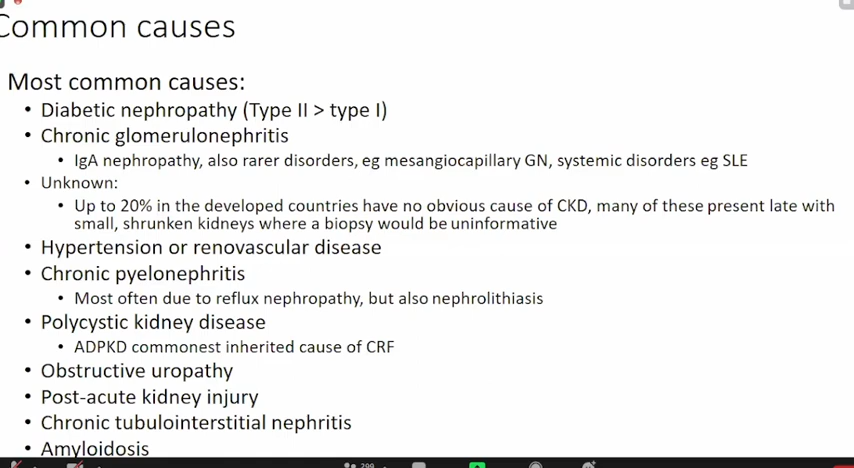 Common causes
Most common causes:
• Diabetic nephropathy (Type II > type I)
• Chronic glomerulonephritis
• IgA nephropathy, also rarer disorders, eg mesangiocapillary GN, systemic disorders eg SLE
• Unknown:
• Up to 20% in the developed countries have no obvious cause of CKD, many of these present late with
small, shrunken kidneys where a biopsy would be uninformative
• Hypertension or renovascular disease
• Chronic pyelonephritis
• Most often due to reflux nephropathy, but also nephrolithiasis
• Polycystic kidney disease
• ADPKD commonest inherited cause of CRF
• Obstructive uropathy
• Post-acute kidney injury
• Chronic tubulointerstitial nephritis
• Amyloidosis
299